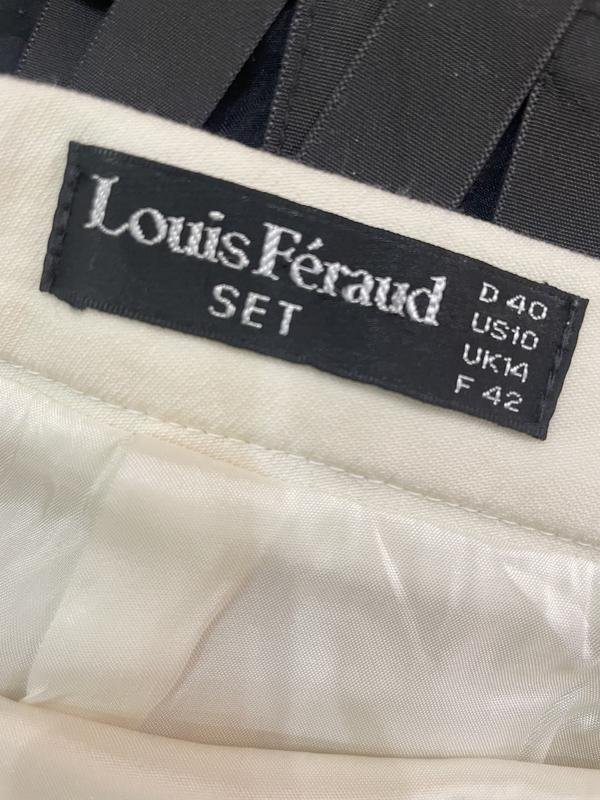 Louis Féraud
SET
D 40
US10
UK14
F 42